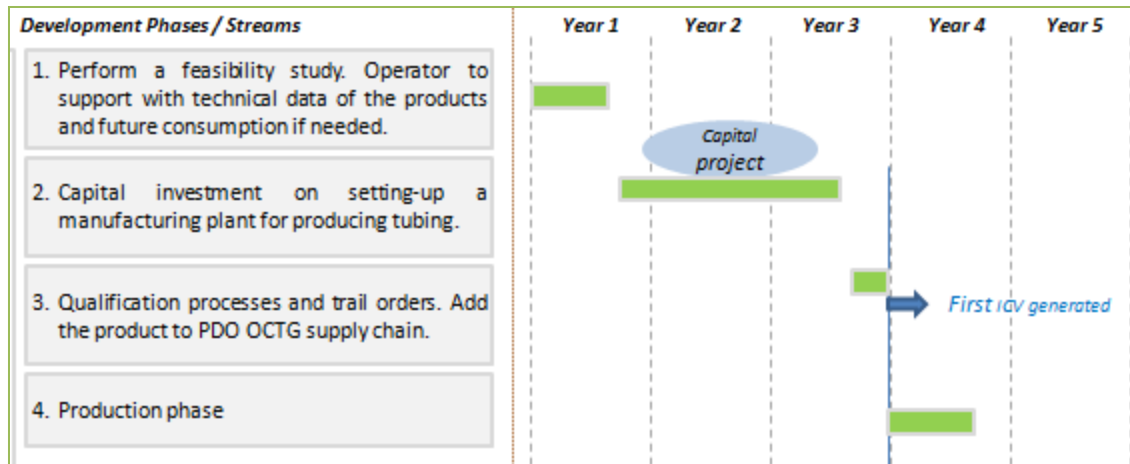 Development Phases / Streams
Year 1
Year 2
Year 3
Year 4
Year 5
1. Perform a feasibility study. Operator to
support with technical data of the products
and future consumption if needed.
Capital
project
2. Capital investment on setting-up a
manufacturing plant for producing tubing.
3. Qualification processes and trail orders. Add
the product to PDO OCTG supply chain.
First ICV generated
4. Production phase